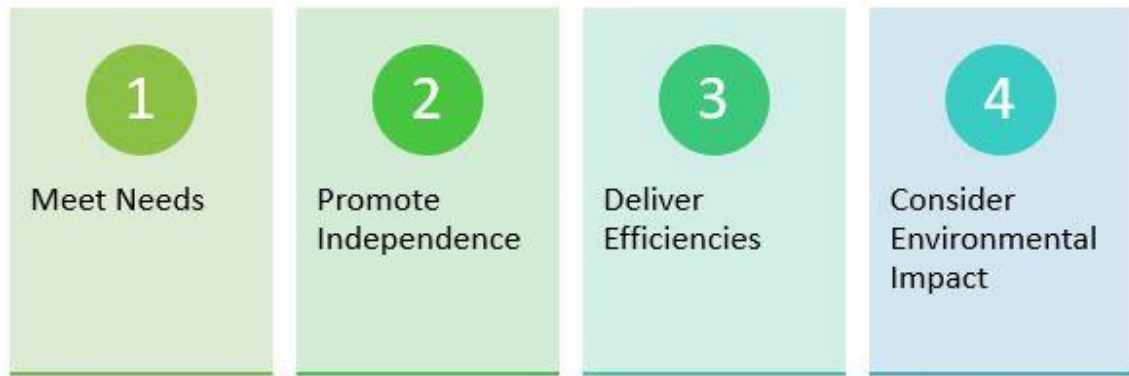 1
Meet Needs
2
Promote
Independence
3
Deliver
Efficiencies
4
Consider
Environmental
Impact